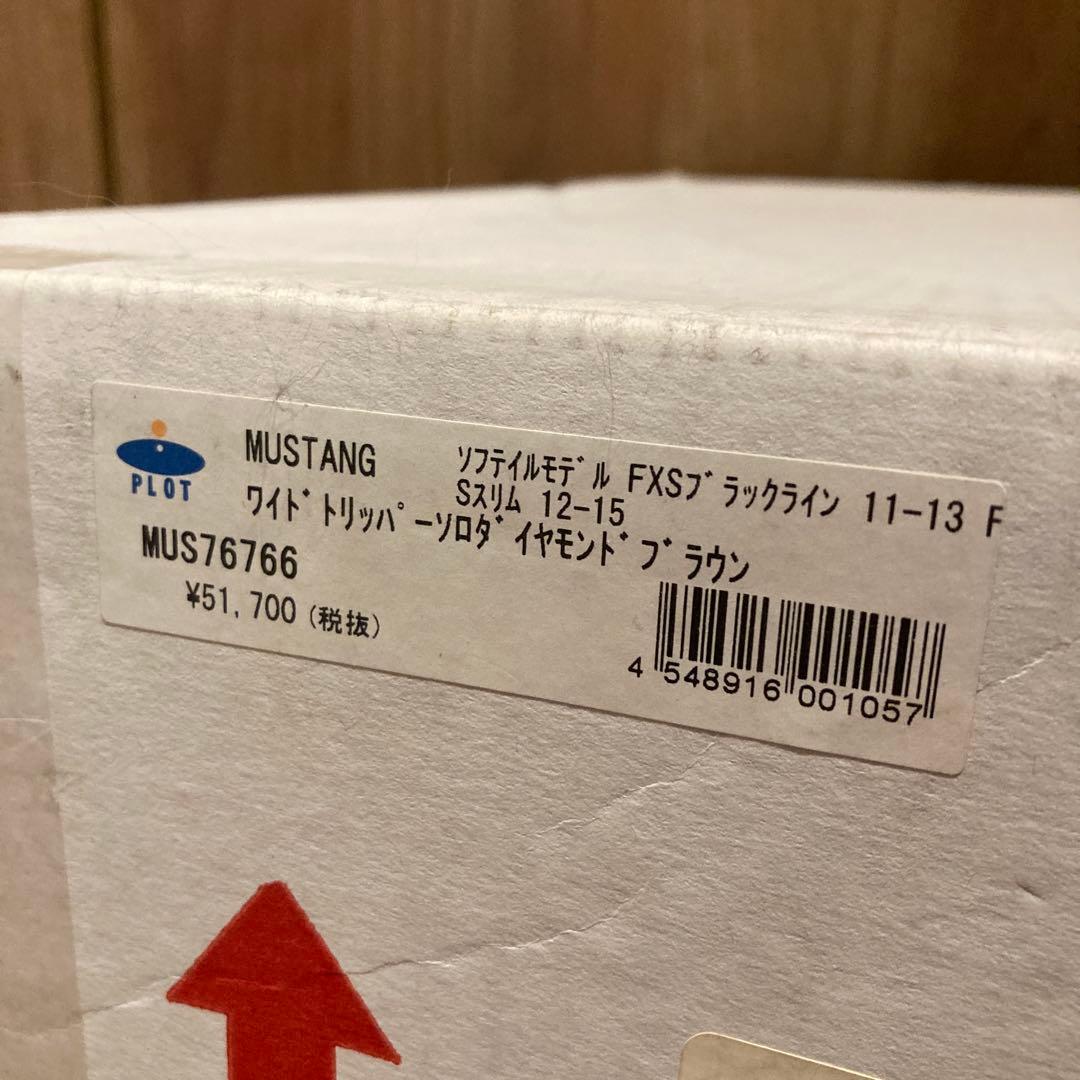 PLOT
MUSTANG ソフテイルモデﾞル FXSブラックライン 11-13 F
Sスリム 12-15
ワイドトリッパーソロダイヤモンドブラウン
MUS76766
¥51,700 (税抜)
4 548916 001057